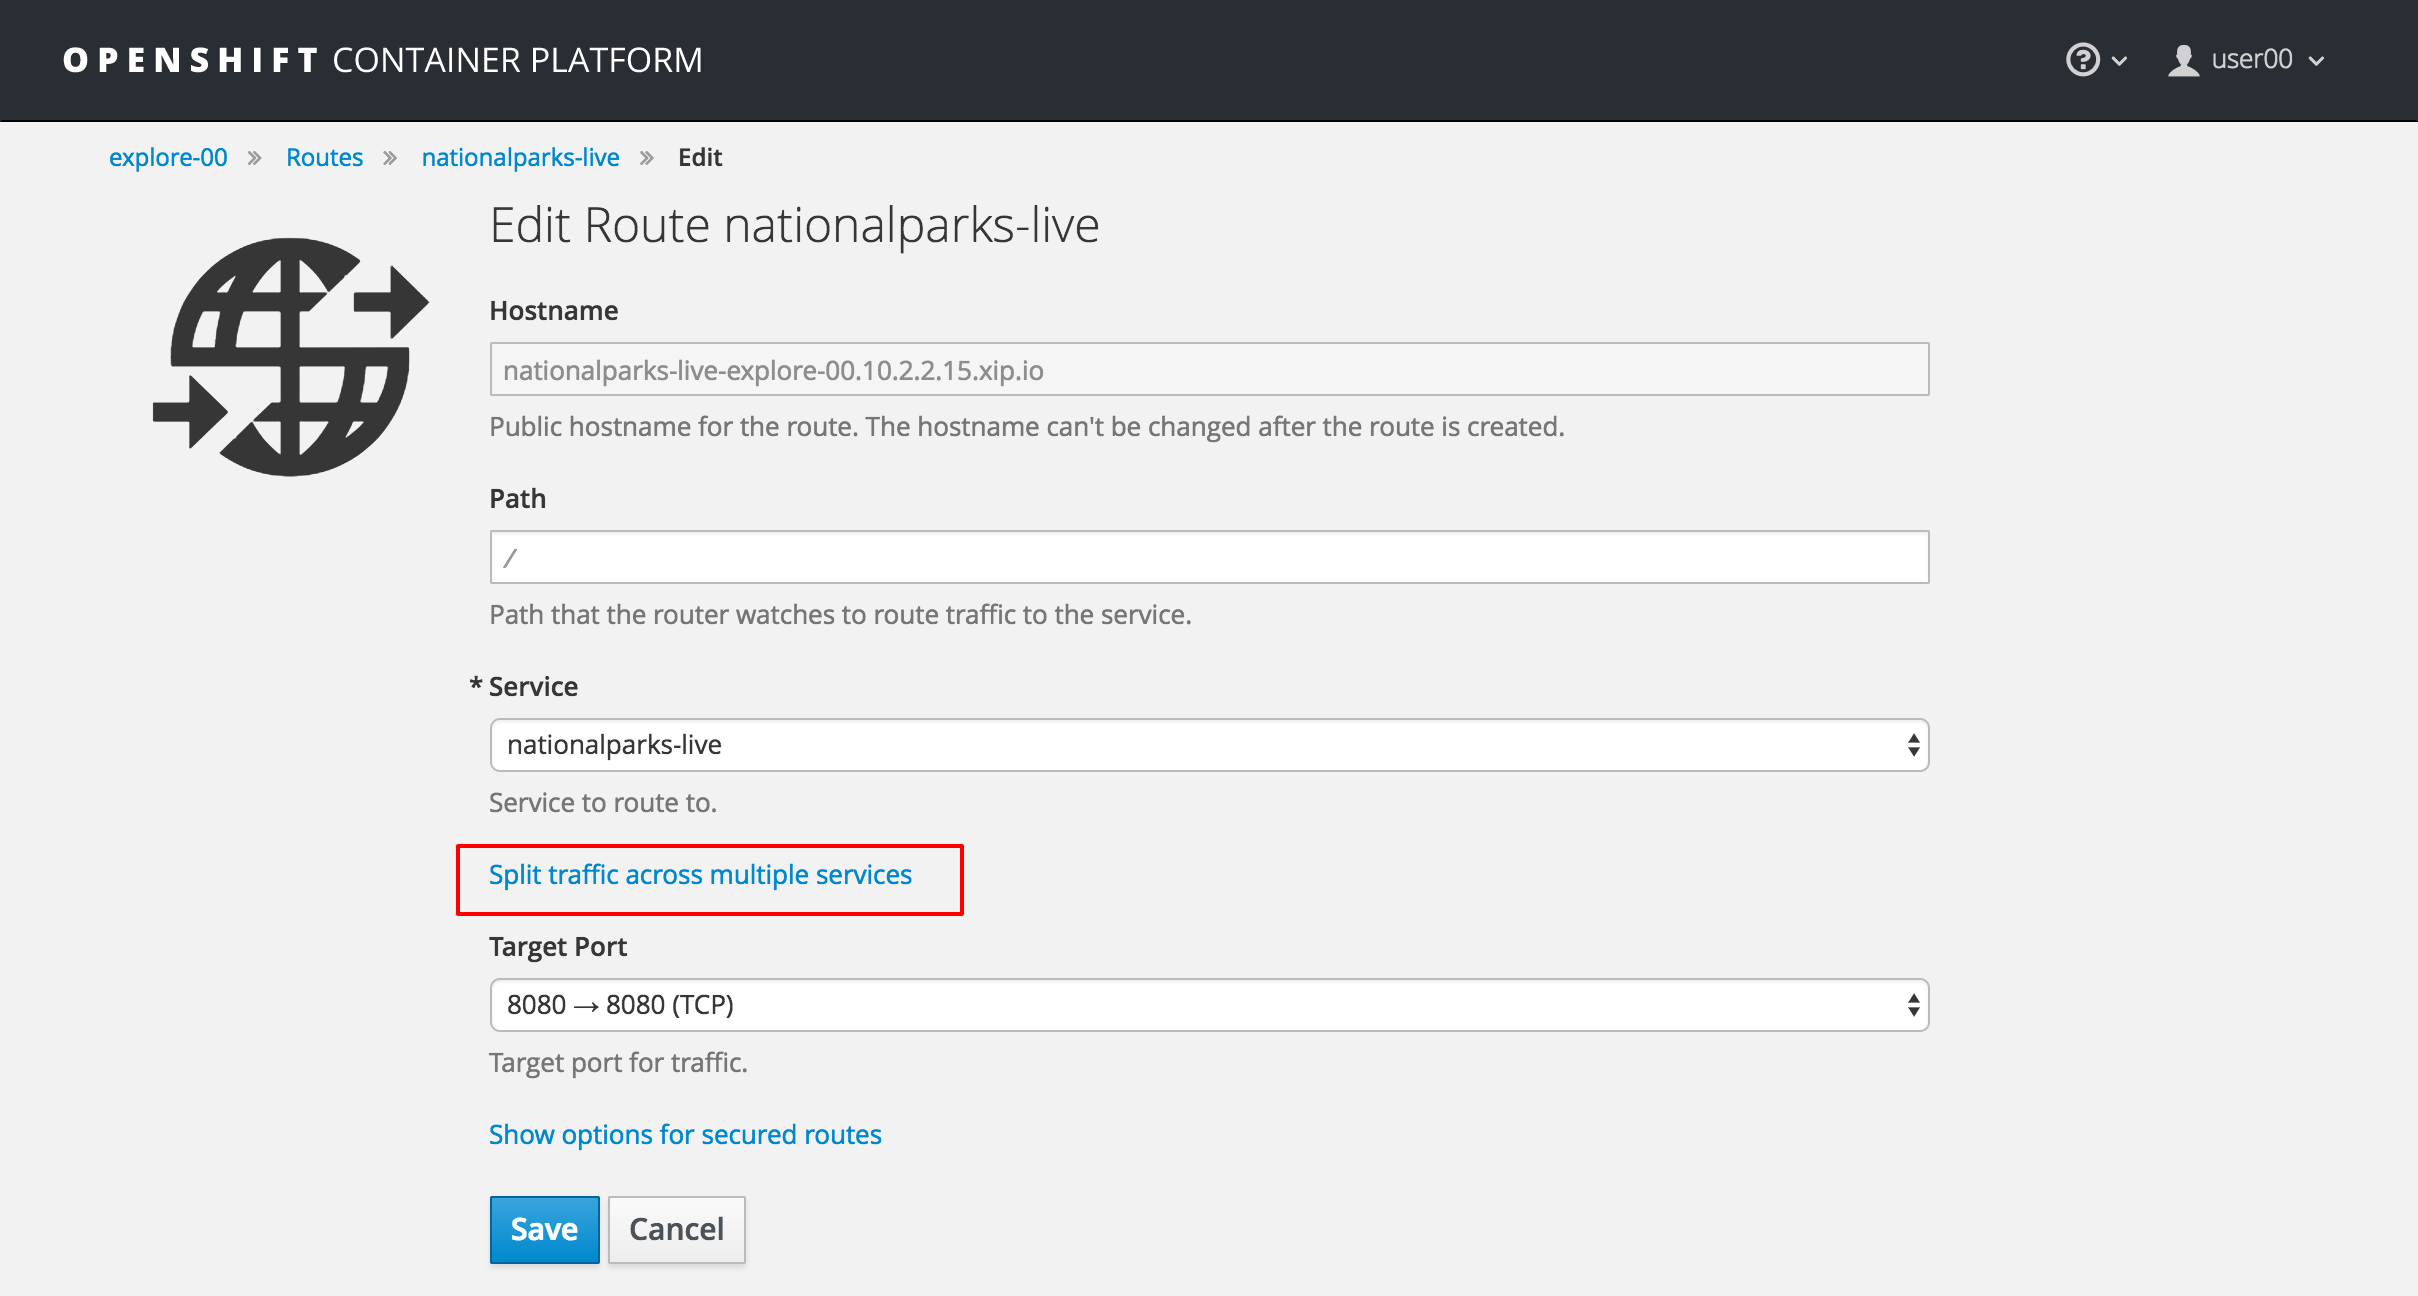 OPENSHIFT CONTAINER PLATFORM
? user00
explore-00 » Routes » nationalparks-live » Edit
Edit Route nationalparks-live
Hostname
nationalparks-live-explore-00.10.2.2.15.xip.io
Public hostname for the route. The hostname can't be changed after the route is created.
Path
/
Path that the router watches to route traffic to the service.
* Service
nationalparks-live
Service to route to.
Split traffic across multiple services
Target Port
8080 → 8080 (TCP)
Target port for traffic.
Show options for secured routes
Save Cancel